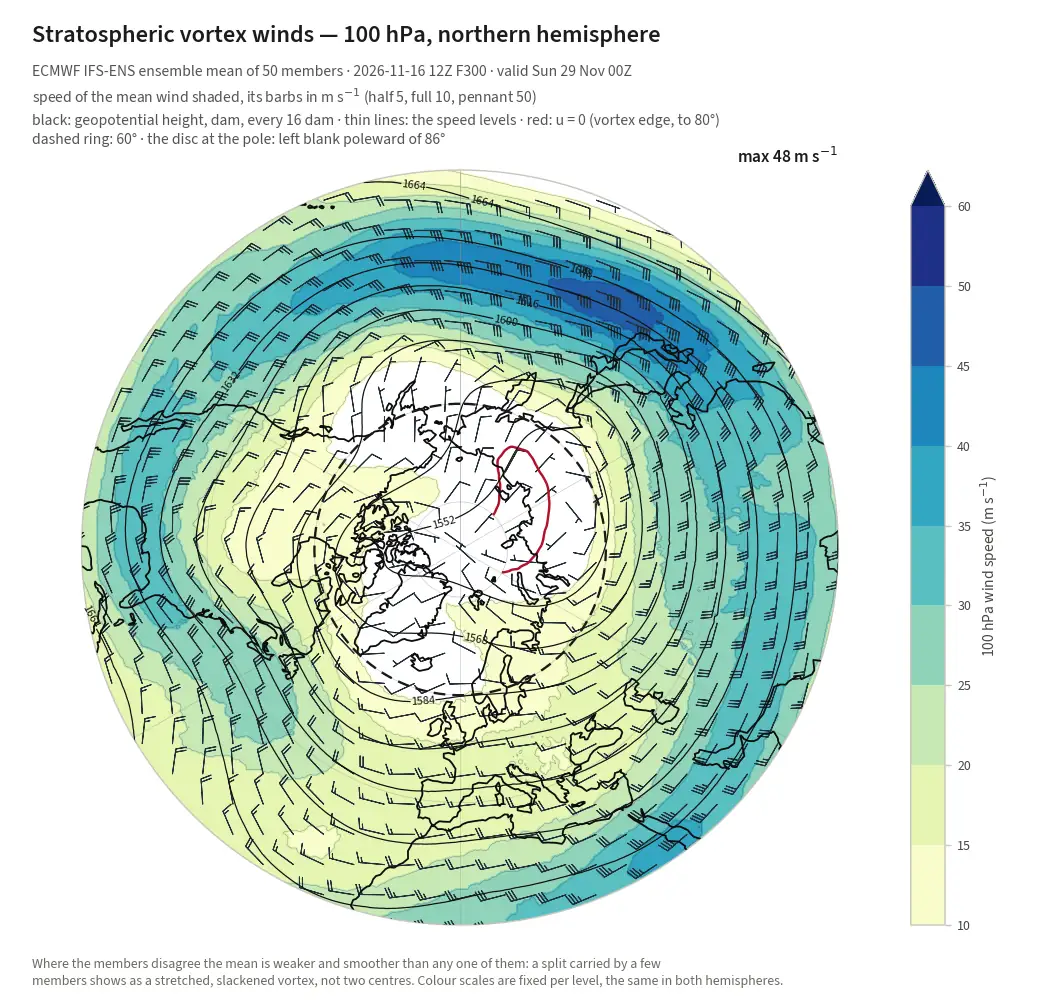 Stratospheric vortex winds — 100 hPa, northern hemisphere
ECMWF IFS-ENS ensemble mean of 50 members · 2026-11-16 12Z F300 · valid Sun 29 Nov 00Z
speed of the mean wind shaded, its barbs in m s⁻¹ (half 5, full 10, pennant 50)
black: geopotential height, dam, every 16 dam · thin lines: the speed levels · red: u = 0 (vortex edge, to 80°)
dashed ring: 60° · the disc at the pole: left blank poleward of 86°
max 48 m s⁻¹
1664
1664
1600
1632
1552
1568
1584
60
50
45
40
35
30
25
20
15
10
100 hPa wind speed (m s⁻¹)
Where the members disagree the mean is weaker and smoother than any one of them: a split carried by a few
members shows as a stretched, slackened vortex, not two centres. Colour scales are fixed per level, the same in both hemispheres.